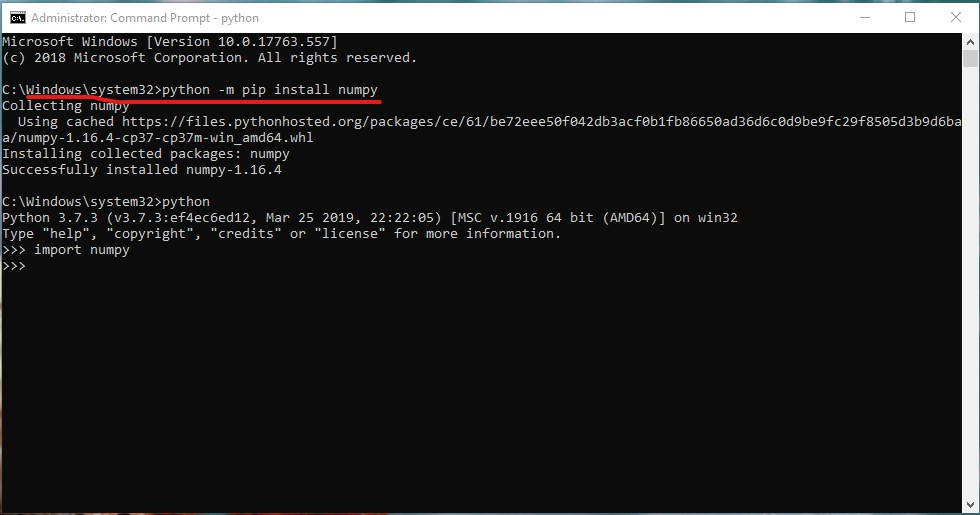 Administrator: Command Prompt - python
Microsoft Windows [Version 10.0.17763.557]
(c) 2018 Microsoft Corporation. All rights reserved.
C:\Windows\system32>python -m pip install numpy
Collecting numpy
  Using cached https://files.pythonhosted.org/packages/ce/61/be72eee50f042db3acf0b1fb86650ad36d6c0d9be9fc29f8505d3b9d6ba
a/numpy-1.16.4-cp37-cp37m-win_amd64.whl
Installing collected packages: numpy
Successfully installed numpy-1.16.4
C:\Windows\system32>python
Python 3.7.3 (v3.7.3:ef4ec6ed12, Mar 25 2019, 22:22:05) [MSC v.1916 64 bit (AMD64)] on win32
Type "help", "copyright", "credits" or "license" for more information.
>>> import numpy
>>>